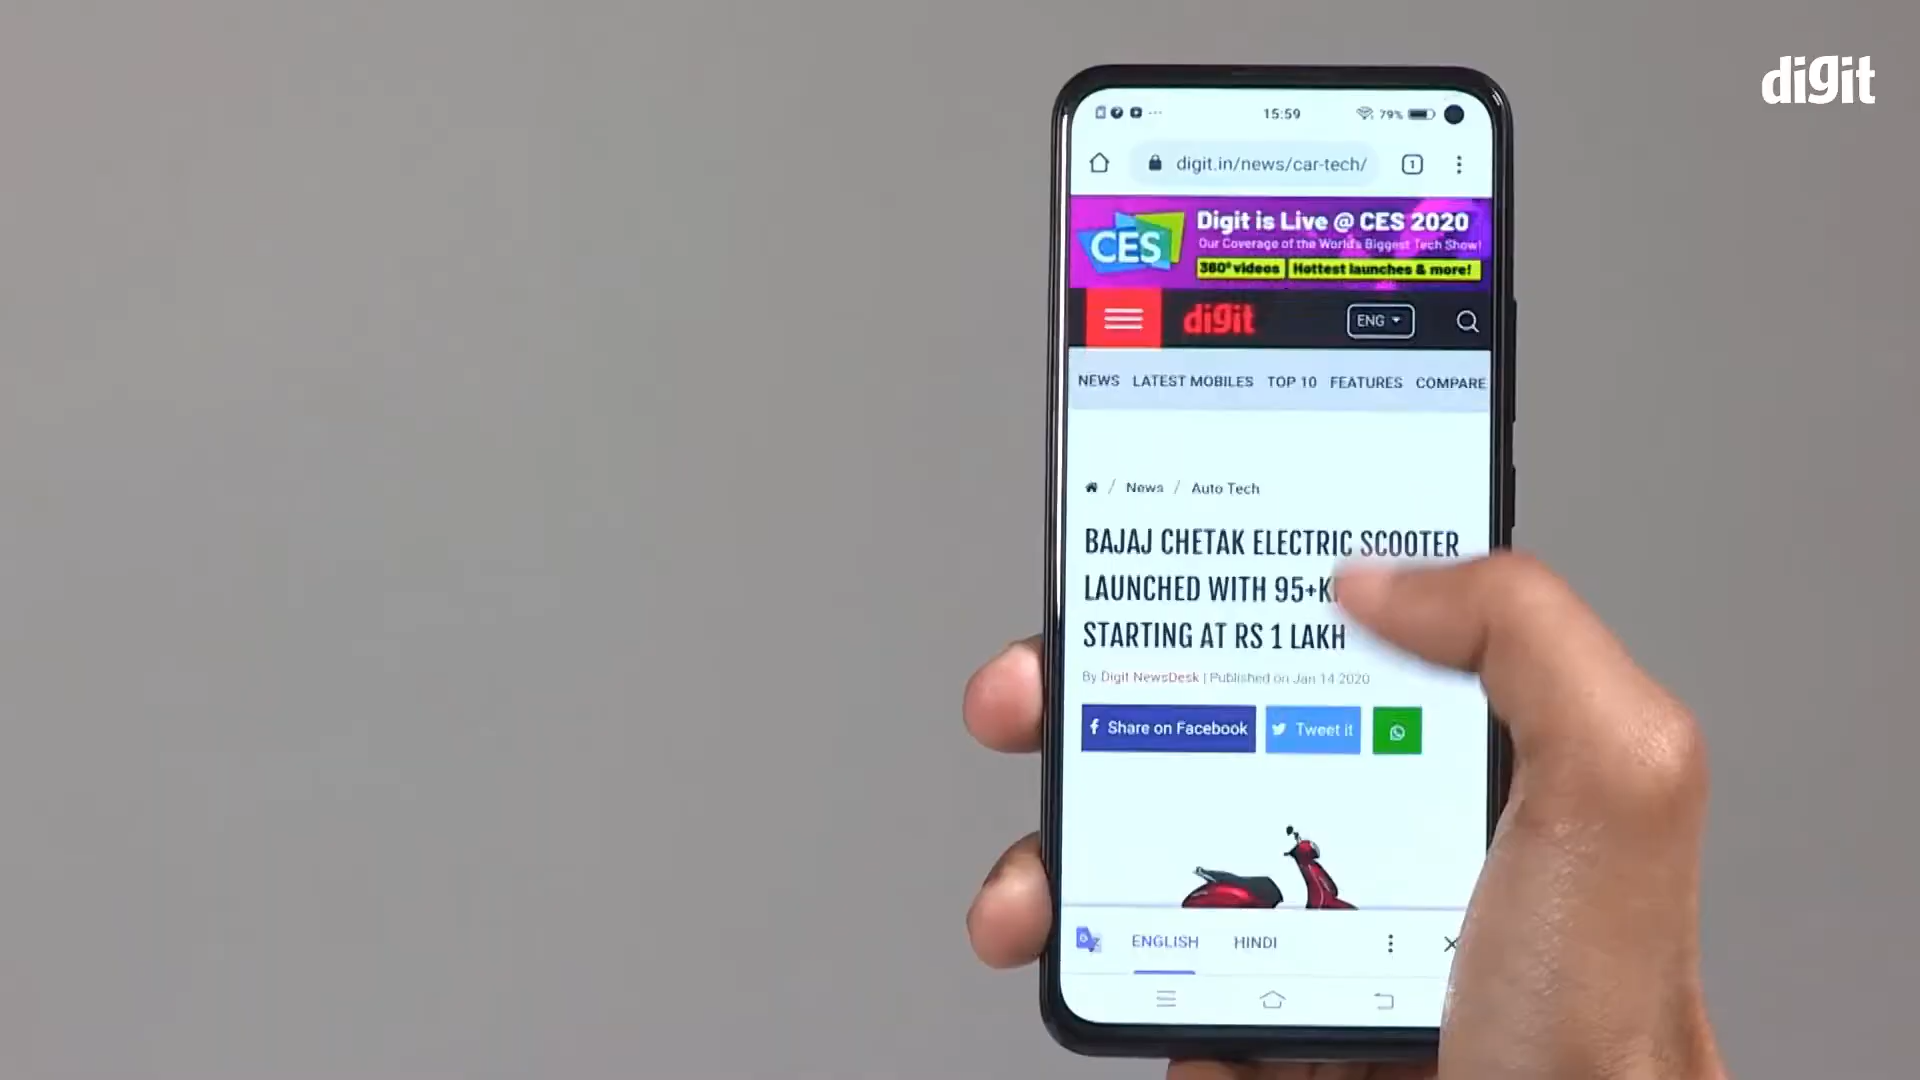 digit
15:59 79%
digit.in/news/car-tech/ 1
CES
Digit is Live @ CES 2020
Our Coverage of the World's Biggest Tech Show!
360° videos | Hottest launches & more!
digit ENG
NEWS LATEST MOBILES TOP 10 FEATURES COMPARE
/ News / Auto Tech
BAJAJ CHETAK ELECTRIC SCOOTER
LAUNCHED WITH 95+
STARTING AT RS 1 LAKH
By Digit NewsDesk | Published on Jan 14 2020
f Share on Facebook Tweet it
ENGLISH HINDI